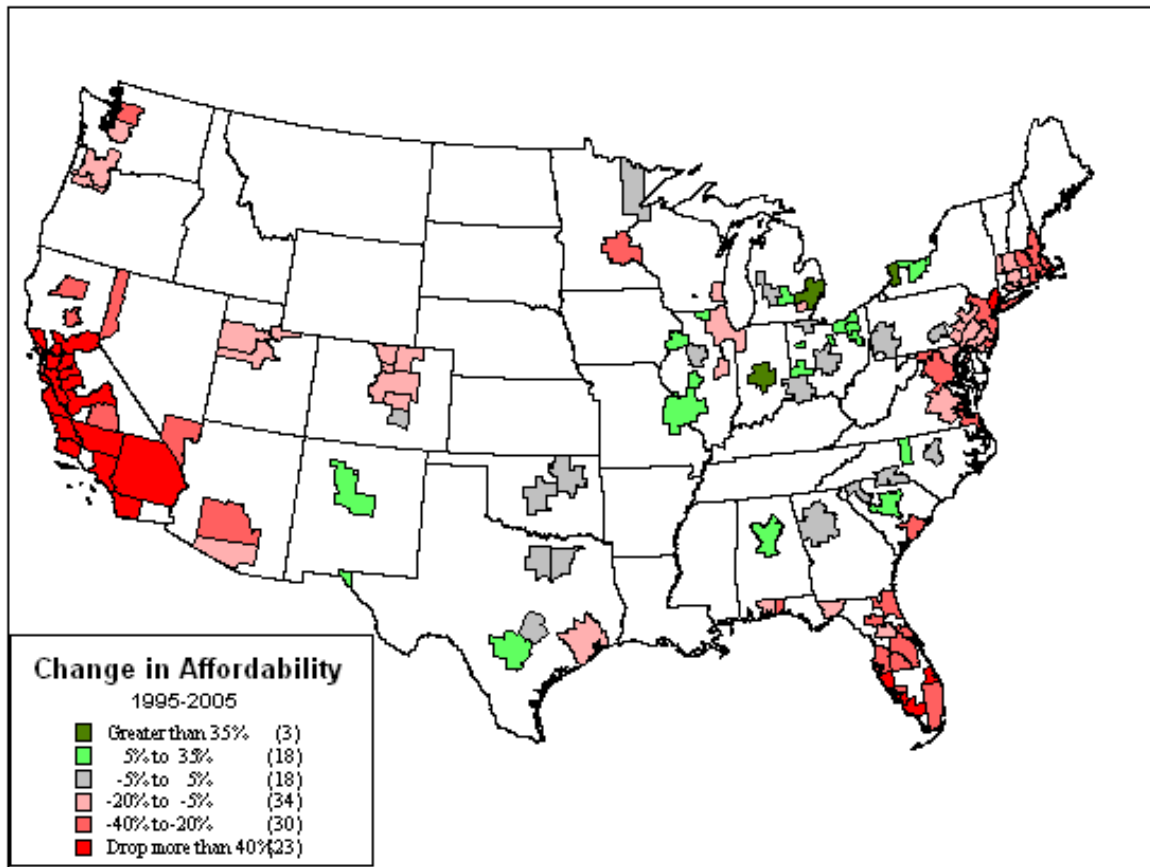 Change in Affordability
1995-2005
Greater than 35% (3)
5% to 35% (18)
-5% to 5% (18)
-20% to -5% (34)
-40% to -20% (30)
Drop more than 40% (23)